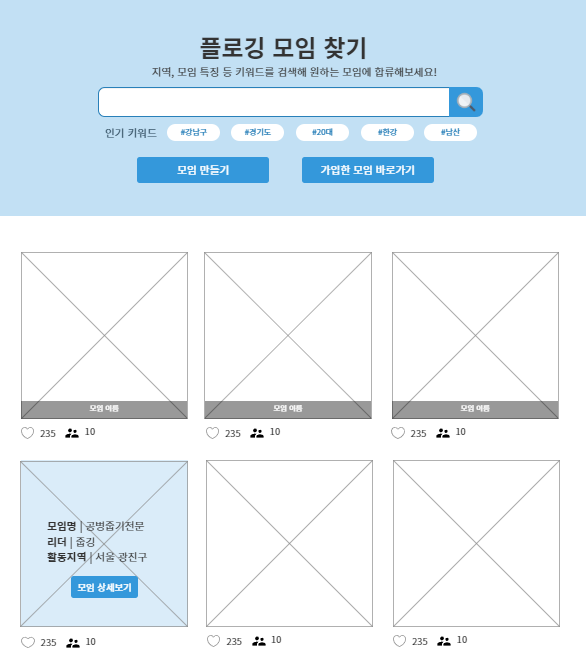 플로깅 모임 찾기
지역, 모임 특징 등 키워드를 검색해 원하는 모임에 합류해보세요!
인기 키워드 #강남구 #경기도 #20대 #한강 #남산
모임 만들기 가입한 모임 바로가기
모임 이름 모임 이름 모임 이름
235 10 235 10 235 10
모임명 | 공병줍기전문
리더 | 줍깅
활동지역 | 서울 광진구
모임 상세보기
235 10 235 10 235 10